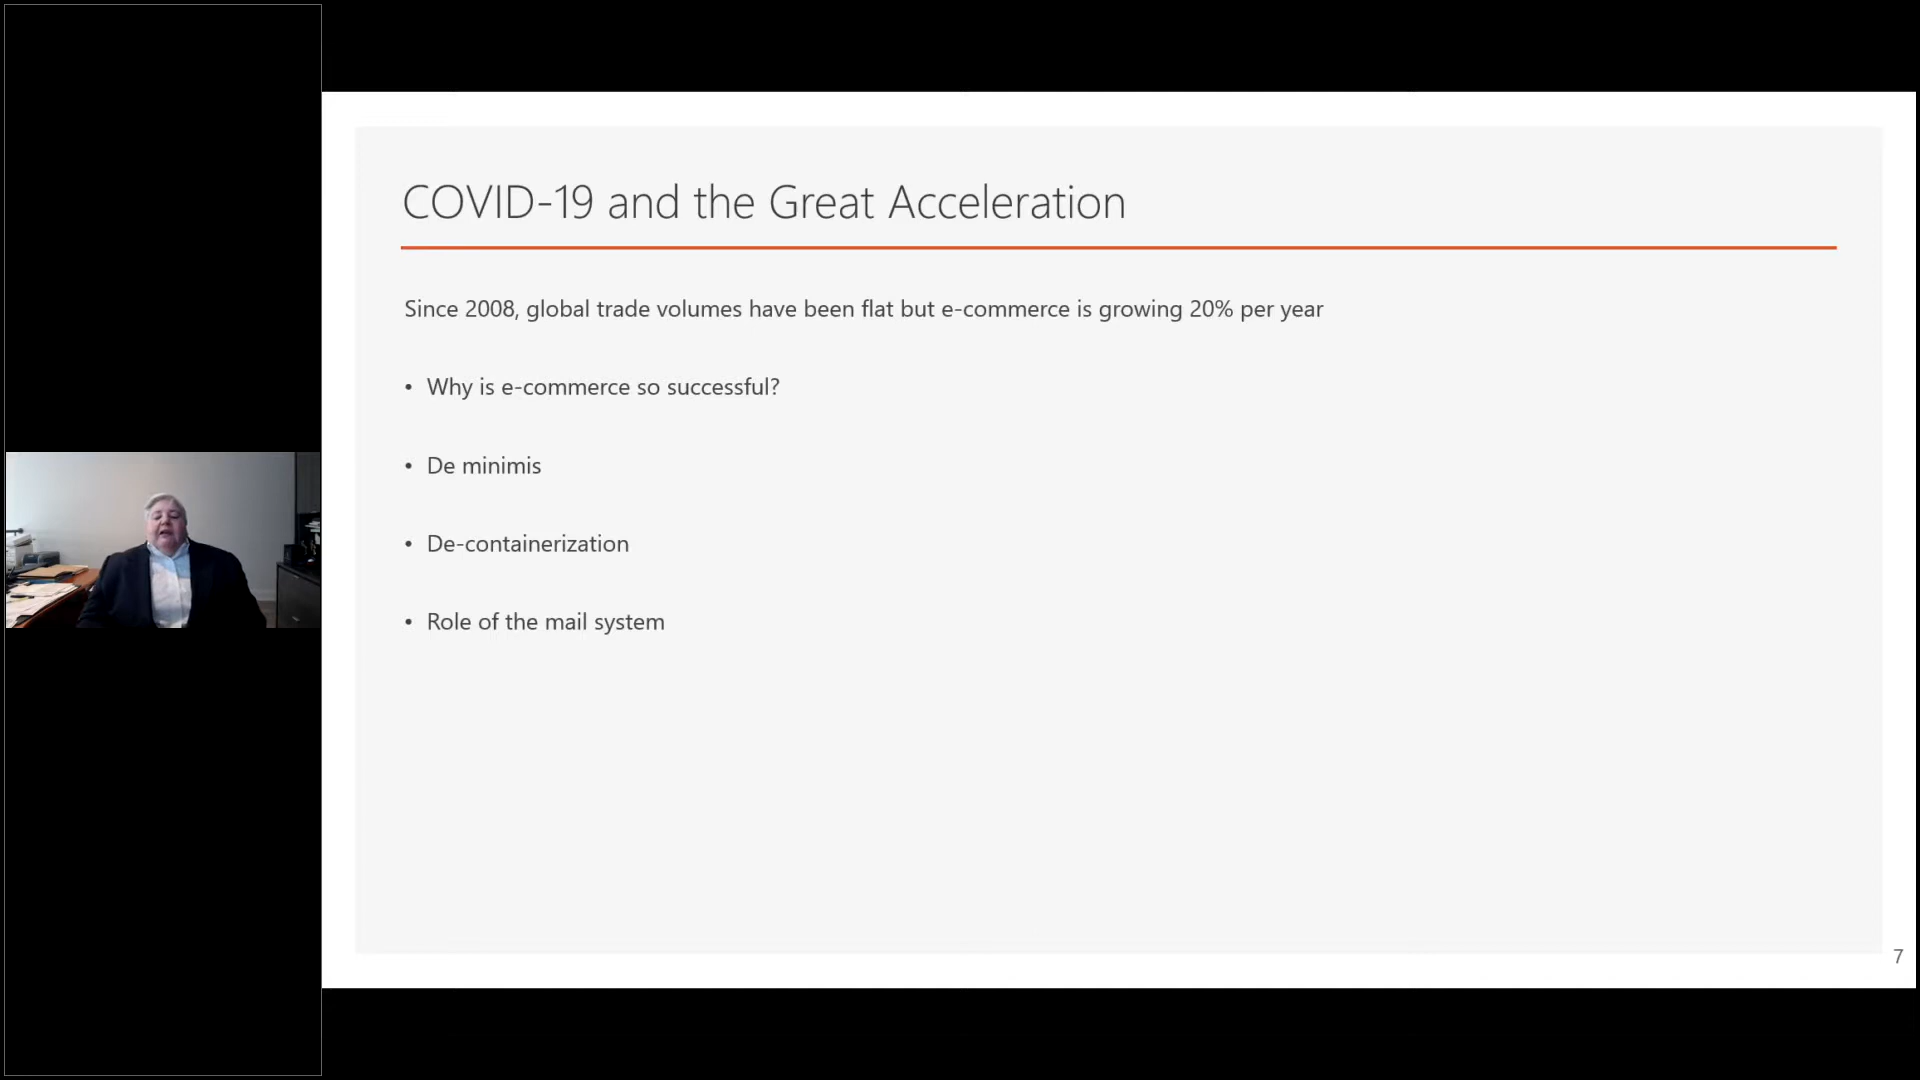 COVID-19 and the Great Acceleration
Since 2008, global trade volumes have been flat but e-commerce is growing 20% per year
• Why is e-commerce so successful?
• De minimis
• De-containerization
• Role of the mail system
7